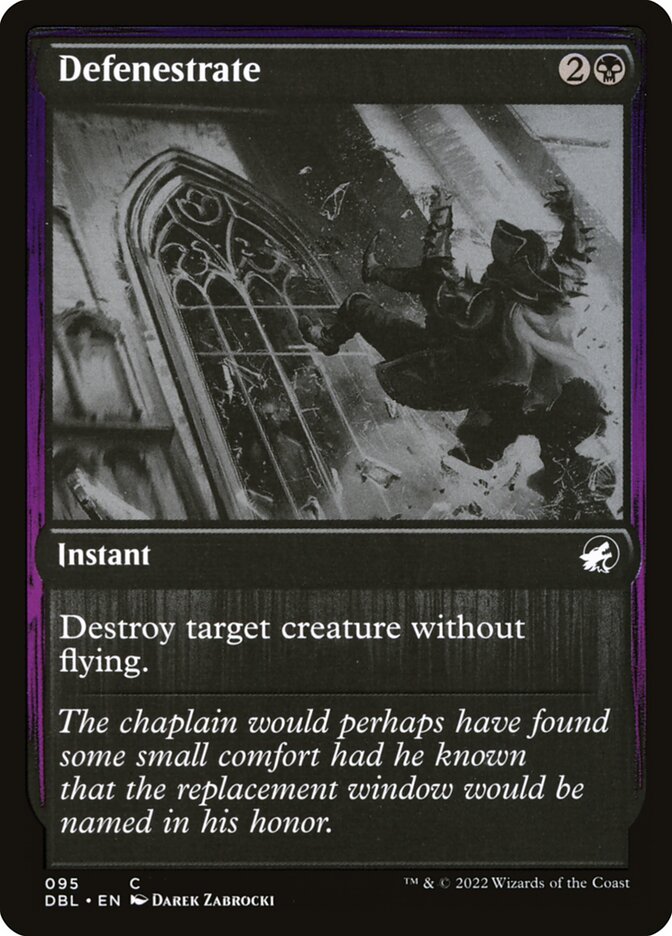 Defenestrate 2
Instant
Destroy target creature without
flying.
The chaplain would perhaps have found
some small comfort had he known
that the replacement window would be
named in his honor.
095 C ™ & © 2022 Wizards of the Coast
DBL • EN DAREK ZABROCKI